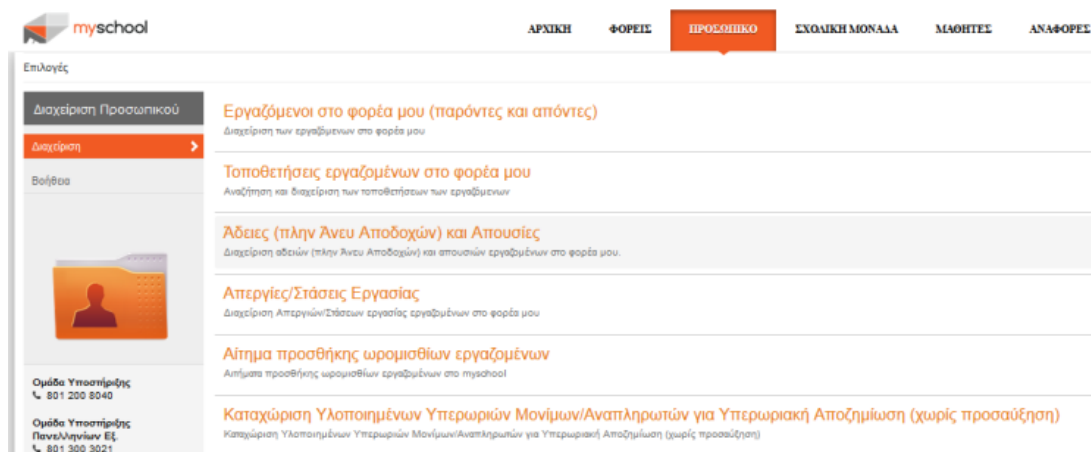 myschool
ΑΡΧΙΚΗ ΦΟΡΕΙΣ ΠΡΟΣΩΠΙΚΟ ΣΧΟΛΙΚΗ ΜΟΝΑΔΑ ΜΑΘΗΤΕΣ ΑΝΑΦΟΡΕΣ
Επιλογές
Διαχείριση Προσωπικού
Διαχείριση
Βοήθεια
Ομάδα Υποστήριξης
801 200 8040
Ομάδα Υποστήριξης
Πανελληνίων Εξ.
801 300 3021
Εργαζόμενοι στο φορέα μου (παρόντες και απόντες)
Διαχείριση των εργαζόμενων στο φορέα μου
Τοποθετήσεις εργαζομένων στο φορέα μου
Αναζήτηση και διαχείριση των τοποθετήσεων των εργαζόμενων
Άδειες (πλην Άνευ Αποδοχών) και Απουσίες
Διαχείριση αδειών (πλην Άνευ Αποδοχών) και απουσιών εργαζομένων στο φορέα μου.
Απεργίες/Στάσεις Εργασίας
Διαχείριση Απεργιών/Στάσεων εργασίας εργαζομένων στο φορέα μου
Αίτημα προσθήκης ωρομισθίων εργαζομένων
Αιτήματα προσθήκης ωρομισθίων εργαζομένων στο myschool
Καταχώριση Υλοποιημένων Υπερωριών Μονίμων/Αναπληρωτών για Υπερωριακή Αποζημίωση (χωρίς προσαύξηση)
Καταχώριση Υλοποιημένων Υπερωριών Μονίμων/Αναπληρωτών για Υπερωριακή Αποζημίωση (χωρίς προσαύξηση)